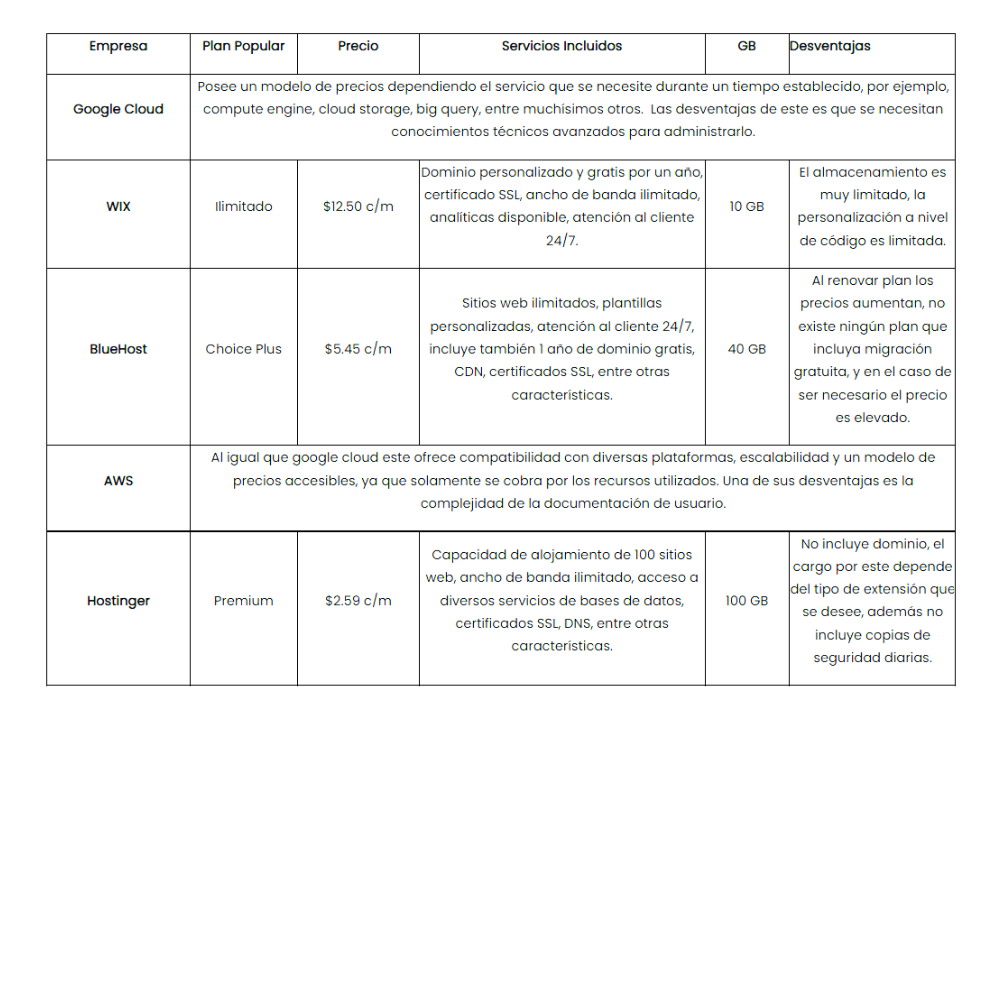 Empresa Plan Popular Precio Servicios Incluidos GB Desventajas
Google Cloud
Posee un modelo de precios dependiendo el servicio que se necesite durante un tiempo establecido, por ejemplo,
compute engine, cloud storage, big query, entre muchísimos otros. Las desventajas de este es que se necesitan
conocimientos técnicos avanzados para administrarlo.
WIX
Ilimitado
$12.50 c/m
Dominio personalizado y gratis por un año,
certificado SSL, ancho de banda ilimitado,
analíticas disponible, atención al cliente
24/7.
10 GB
El almacenamiento es
muy limitado, la
personalización a nivel
de código es limitada.
BlueHost
Choice Plus
$5.45 c/m
Sitios web ilimitados, plantillas
personalizadas, atención al cliente 24/7,
incluye también 1 año de dominio gratis,
CDN, certificados SSL, entre otras
características.
40 GB
Al renovar plan los
precios aumentan, no
existe ningún plan que
incluya migración
gratuita, y en el caso de
ser necesario el precio
es elevado.
AWS
Al igual que google cloud este ofrece compatibilidad con diversas plataformas, escalabilidad y un modelo de
precios accesibles, ya que solamente se cobra por los recursos utilizados. Una de sus desventajas es la
complejidad de la documentación de usuario.
Hostinger
Premium
$2.59 c/m
Capacidad de alojamiento de 100 sitios
web, ancho de banda ilimitado, acceso a
diversos servicios de bases de datos,
certificados SSL, DNS, entre otras
características.
100 GB
No incluye dominio, el
cargo por este depende
del tipo de extensión que
se desee, además no
incluye copias de
seguridad diarias.